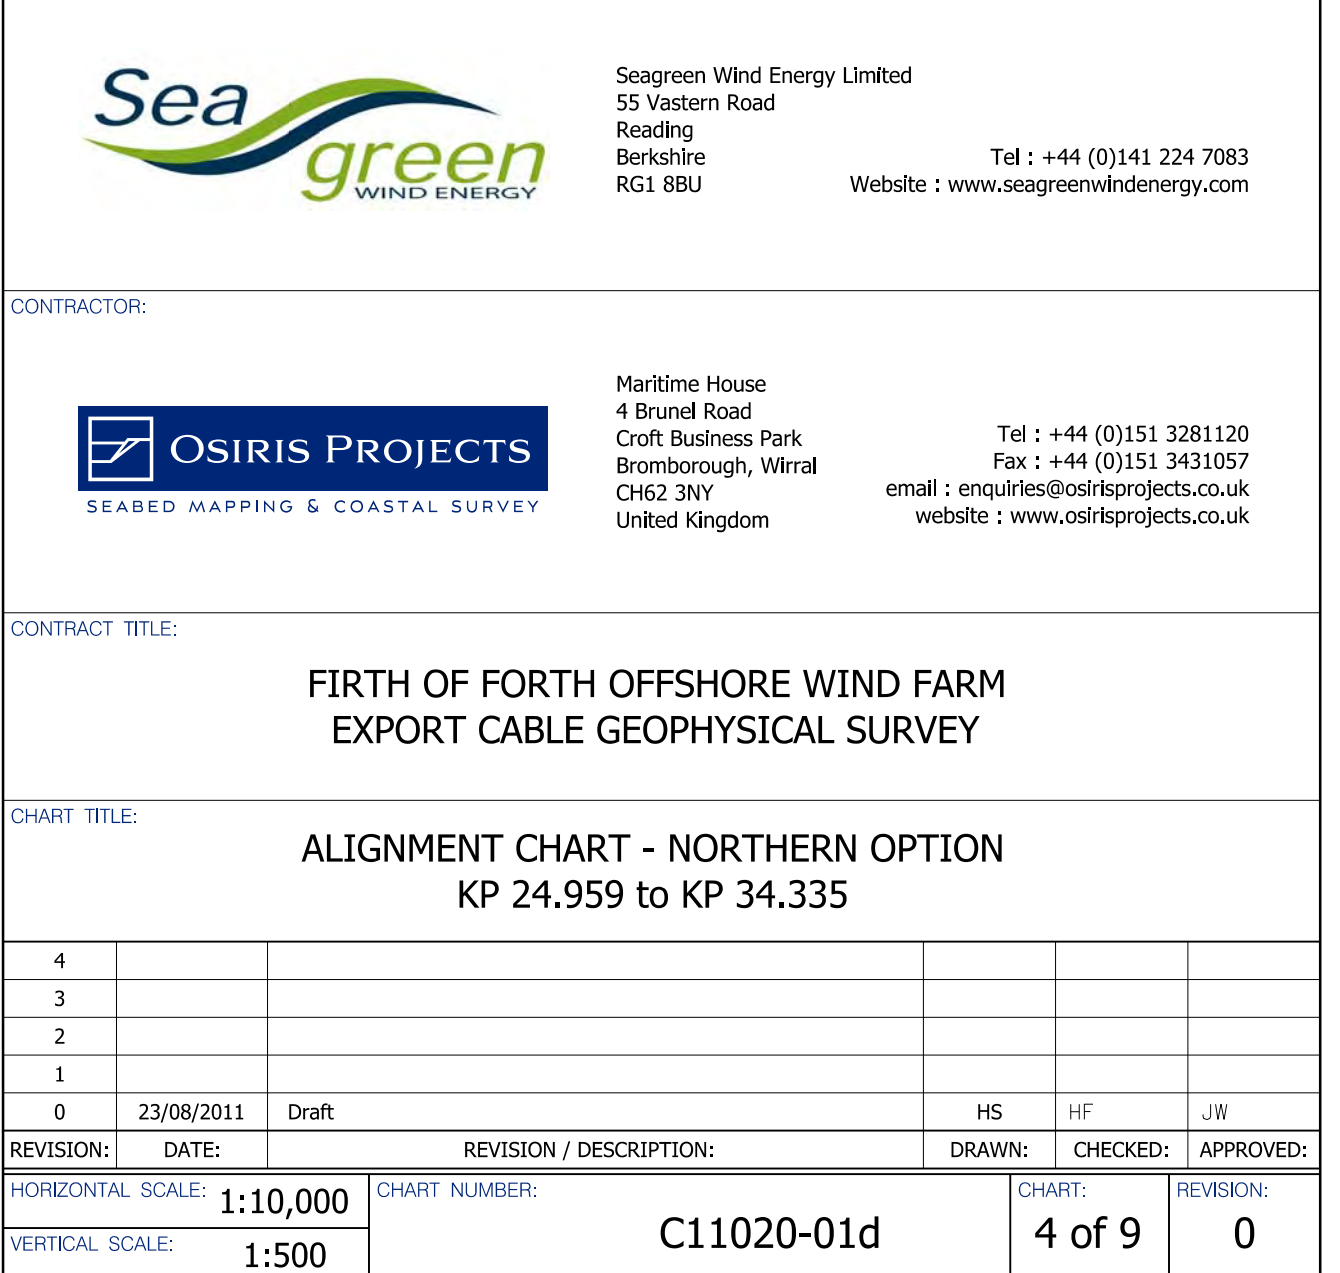 Sea
green
WIND ENERGY
Seagreen Wind Energy Limited
55 Vastern Road
Reading
Berkshire
RG1 8BU
Tel : +44 (0)141 224 7083
Website : www.seagreenwindenergy.com
CONTRACTOR:
OSIRIS PROJECTS
SEABED MAPPING & COASTAL SURVEY
Maritime House
4 Brunel Road
Croft Business Park
Bromborough, Wirral
CH62 3NY
United Kingdom
Tel : +44 (0)151 3281120
Fax : +44 (0)151 3431057
email : enquiries@osirisprojects.co.uk
website : www.osirisprojects.co.uk
CONTRACT TITLE:
FIRTH OF FORTH OFFSHORE WIND FARM
EXPORT CABLE GEOPHYSICAL SURVEY
CHART TITLE:
ALIGNMENT CHART - NORTHERN OPTION
KP 24.959 to KP 34.335
4
3
2
1
0 23/08/2011 Draft HS HF JW
REVISION: DATE: REVISION / DESCRIPTION: DRAWN: CHECKED: APPROVED:
HORIZONTAL SCALE: 1:10,000
VERTICAL SCALE: 1:500
CHART NUMBER:
C11020-01d
CHART:
4 of 9
REVISION:
0